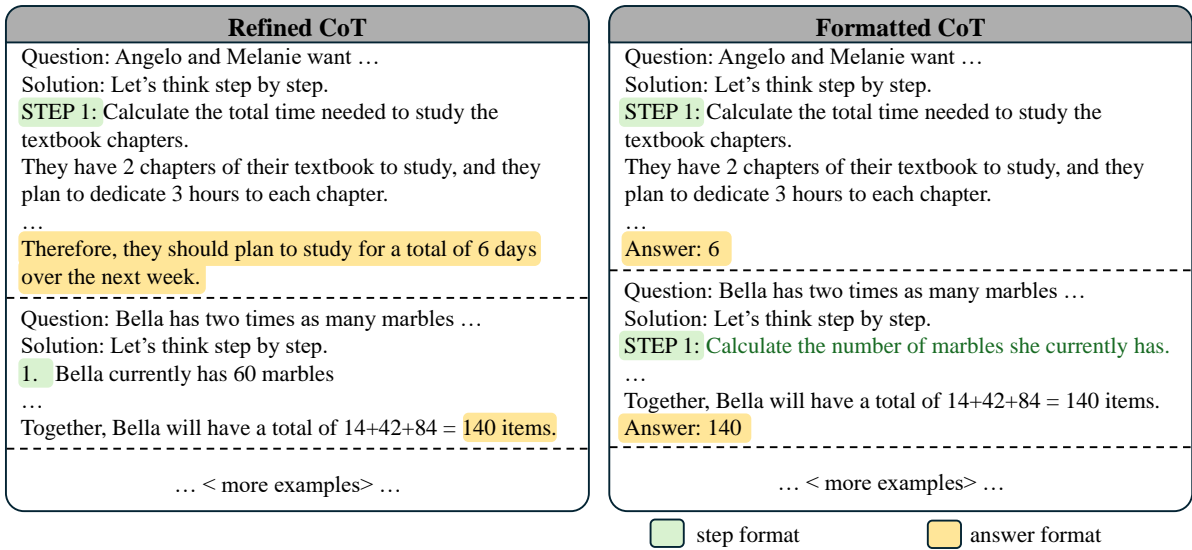 Refined CoT
Question: Angelo and Melanie want …
Solution: Let’s think step by step.
STEP 1: Calculate the total time needed to study the
textbook chapters.
They have 2 chapters of their textbook to study, and they
plan to dedicate 3 hours to each chapter.
…
Therefore, they should plan to study for a total of 6 days
over the next week.
Question: Bella has two times as many marbles …
Solution: Let’s think step by step.
1. Bella currently has 60 marbles
…
Together, Bella will have a total of 14+42+84 = 140 items.
… < more examples> …
Formatted CoT
Question: Angelo and Melanie want …
Solution: Let’s think step by step.
STEP 1: Calculate the total time needed to study the
textbook chapters.
They have 2 chapters of their textbook to study, and they
plan to dedicate 3 hours to each chapter.
…
Answer: 6
Question: Bella has two times as many marbles …
Solution: Let’s think step by step.
STEP 1: Calculate the number of marbles she currently has.
…
Together, Bella will have a total of 14+42+84 = 140 items.
Answer: 140
… < more examples> …
step format
answer format